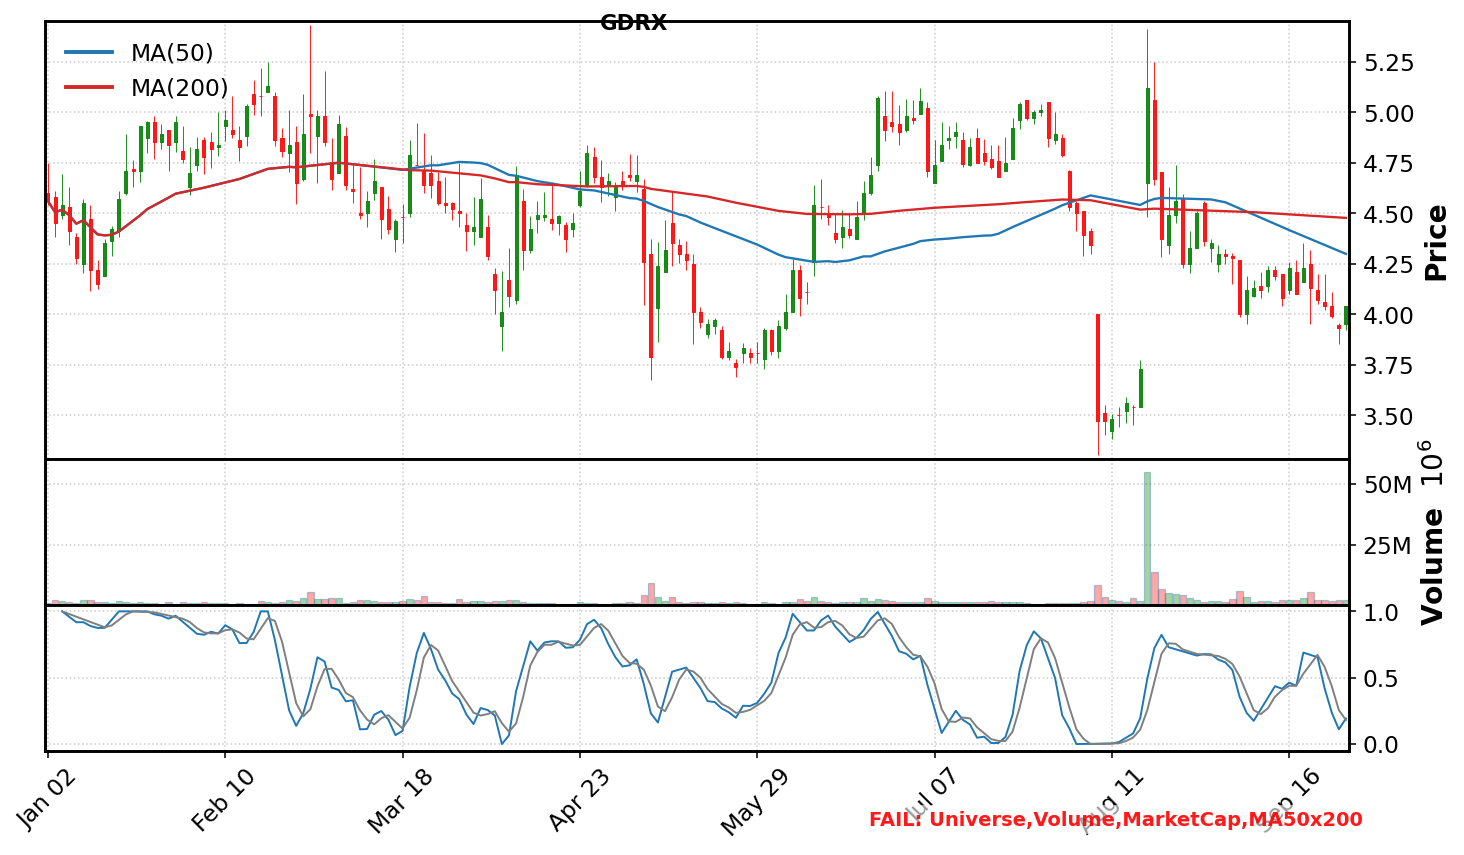 GDRX
MA(50)
MA(200)
5.25
5.00
4.75
4.50
4.25
4.00
3.75
3.50
Price
50M
25M
Volume 10^6
1.0
0.5
0.0
Jan 02
Feb 10
Mar 18
Apr 23
May 29
Jul 07
Aug 11
Sep 16
FAIL: Universe,Volume,MarketCap,MA50x200